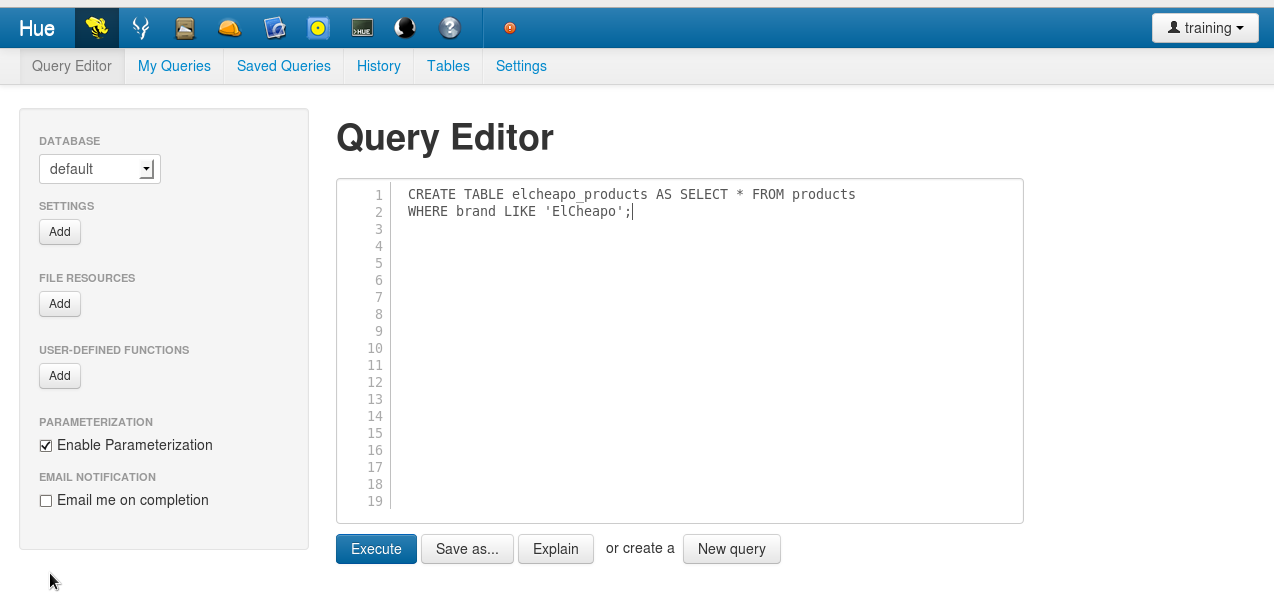 Hue
>HUE
training
Query Editor
My Queries
Saved Queries
History
Tables
Settings
DATABASE
default
SETTINGS
Add
FILE RESOURCES
Add
USER-DEFINED FUNCTIONS
Add
PARAMETERIZATION
Enable Parameterization
EMAIL NOTIFICATION
Email me on completion
Query Editor
1 CREATE TABLE elcheapo_products AS SELECT * FROM products
2 WHERE brand LIKE 'ElCheapo';
3
4
5
6
7
8
9
10
11
12
13
14
15
16
17
18
19
Execute
Save as...
Explain
or create a
New query